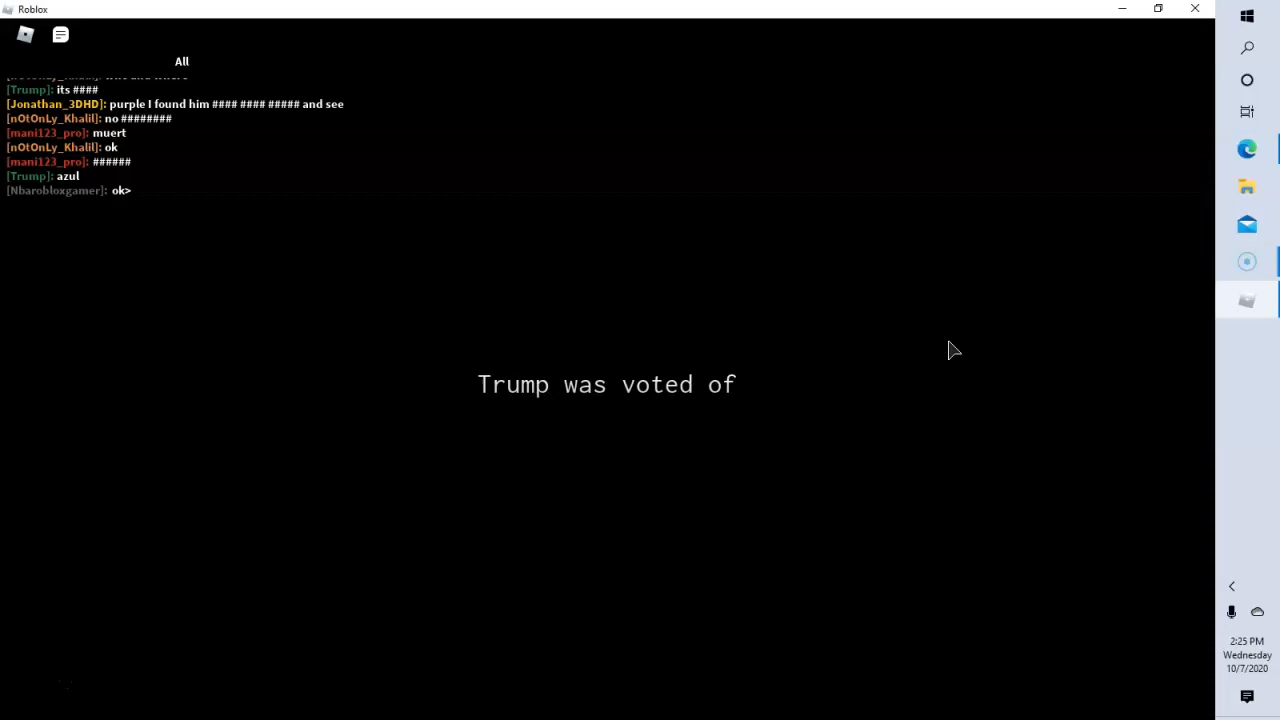 Roblox
All
[Trump]: its ####
[Jonathan_3DHD]: purple I found him #### #### ##### and see
[nOtOnLy_Khalil]: no ########
[mani123_pro]: muert
[nOtOnLy_Khalil]: ok
[mani123_pro]: ######
[Trump]: azul
[Nbarobloxgamer]: ok>
Trump was voted of
2:25 PM
Wednesday
10/7/2020